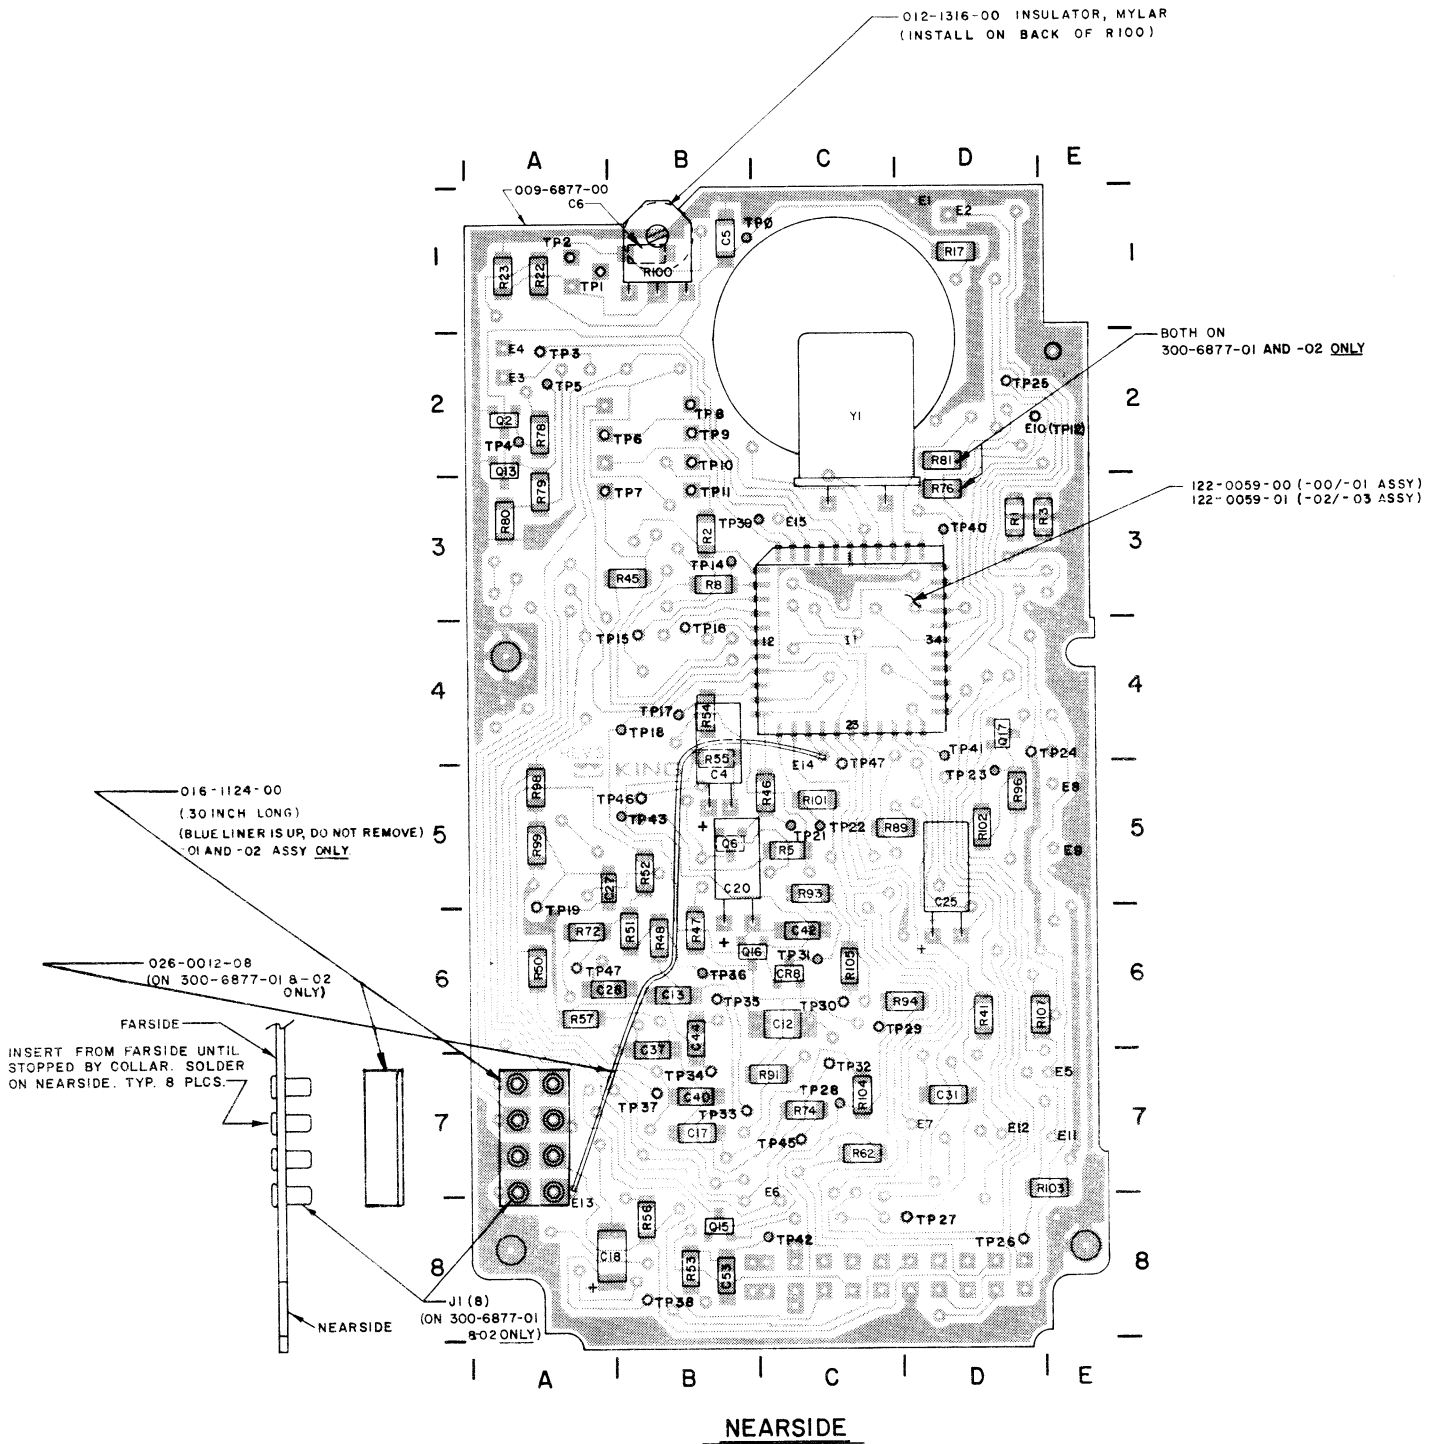 012-1316-00 INSULATOR, MYLAR
(INSTALL ON BACK OF R100)
A B C D E
009-6877-00
C6
E1
E2
TP2
C5
TPØ
1
R17
1
R23
R22
R100
TP1
BOTH ON
300-6877-01 AND -02 ONLY
E4
TP3
E3
TP5
TP25
2
Q2
TP8
Y1
2
E10 (TP12)
TP4
R78
TP6
TP9
Q13
TP10
R81
R79
TP7
TP11
R76
122-0059-00 (-00/-01 ASSY)
122-0059-01 (-02/-03 ASSY)
R80
R2
TP39
E15
TP40
R1
R3
3
3
TP14
R45
R8
TP15
TP16
12
I1
34
4
4
TP17
R54
23
Q17
TP18
TP41
TP24
KING
R55
E14
TP47
C4
TP23
016-1124-00
(.30 INCH LONG)
(BLUE LINER IS UP, DO NOT REMOVE)
-01 AND -02 ASSY ONLY
R98
TP46
R46
R101
R96
E8
TP43
+
5
TP21
TP22
R89
R102
5
R99
Q6
R5
E9
R52
C27
C20
R93
C25
TP19
R72
R51
R48
R47
+
C42
+
Q16
026-0012-08
(ON 300-6877-01 & -02
ONLY)
R50
TP47
TP36
TP31
CR8
R105
6
6
C28
C13
TP35
TP30
R94
R41
R107
R57
C12
TP29
FARSIDE
INSERT FROM FARSIDE UNTIL
STOPPED BY COLLAR. SOLDER
ON NEARSIDE. TYP. 8 PLCS.
C44
C37
TP34
R91
TP32
E5
TP37
C40
TP33
R74
TP28
R104
C31
7
7
C17
TP45
E7
E12
E11
R62
E13
E6
R103
R56
Q15
TP27
TP42
TP26
8
C18
+
R53
C53
8
J1 (8)
(ON 300-6877-01
&-02 ONLY)
TP38
NEARSIDE
A B C D E
NEARSIDE